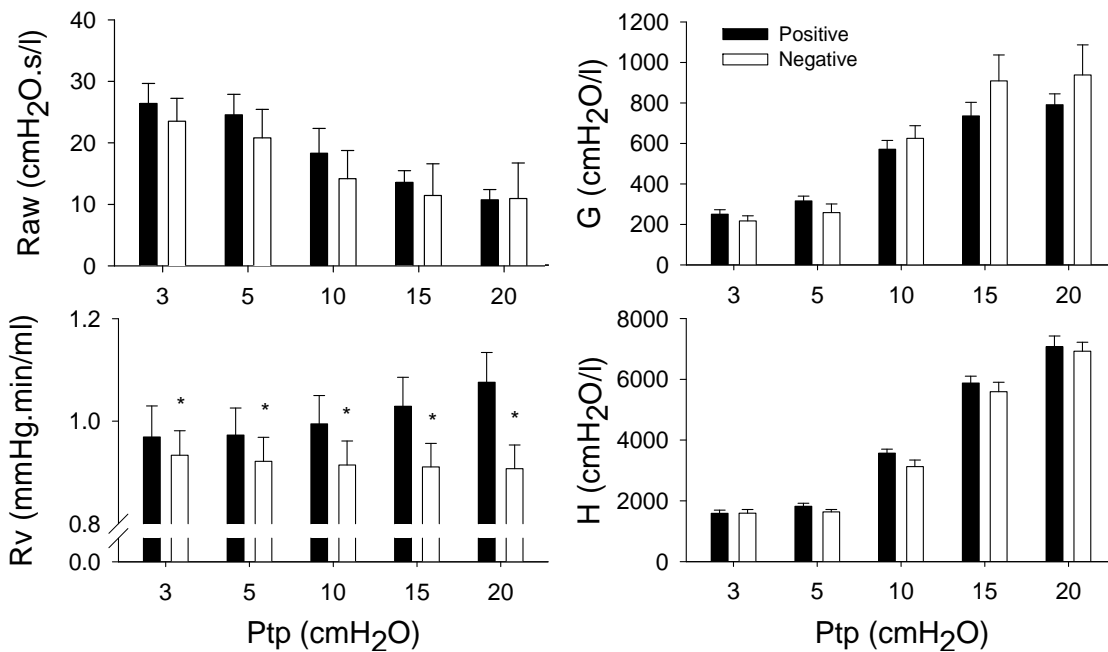 Raw (cmH₂O.s/l)
40
30
20
10
0
3 5 10 15 20
G (cmH₂O/l)
1200
1000
800
600
400
200
0
Positive
Negative
3 5 10 15 20
Rv (mmHg.min/ml)
1.2
1.0
0.8
0.0
* * * * *
3 5 10 15 20
Ptp (cmH₂O)
H (cmH₂O/l)
8000
6000
4000
2000
0
3 5 10 15 20
Ptp (cmH₂O)